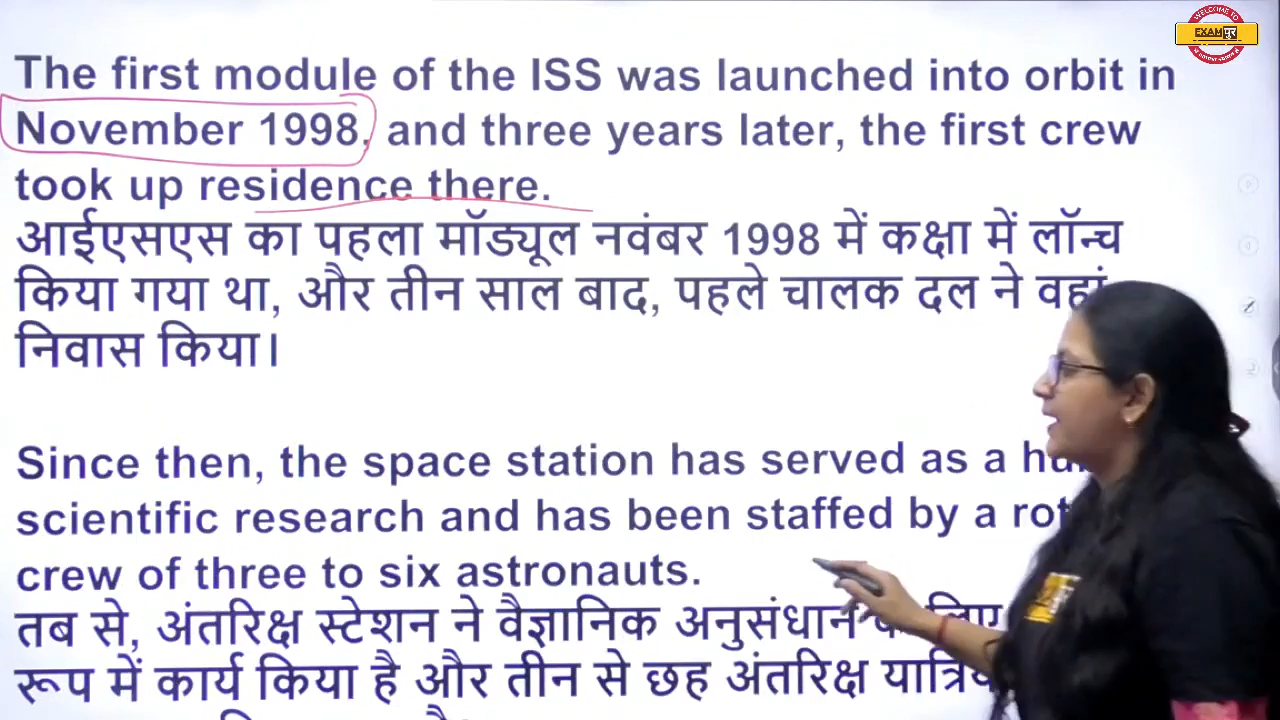 WELCOME TO
EXAM पुर
The first module of the ISS was launched into orbit in
November 1998, and three years later, the first crew
took up residence there.
आईएसएस का पहला मॉड्यूल नवंबर 1998 में कक्षा में लॉन्च
किया गया था, और तीन साल बाद, पहले चालक दल ने वहां
निवास किया।
Since then, the space station has served as a
scientific research and has been staffed by a
crew of three to six astronauts.
तब से, अंतरिक्ष स्टेशन ने वैज्ञानिक अनुसंधान के लिए
रूप में कार्य किया है और तीन से छह अंतरिक्ष